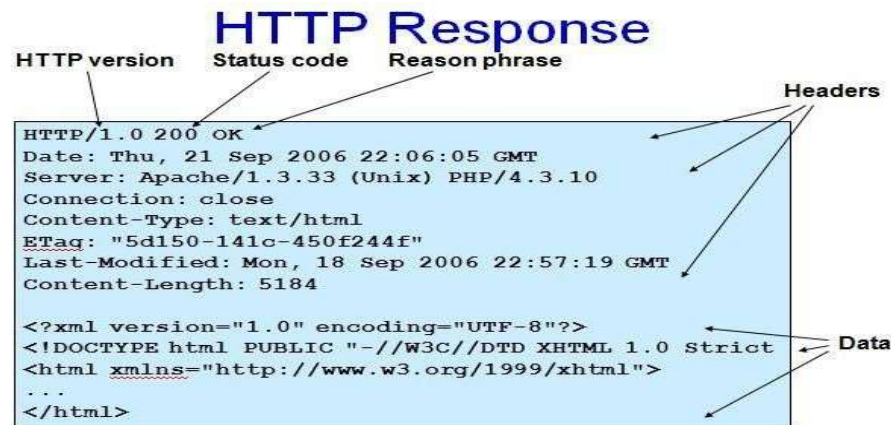 HTTP Response
HTTP version Status code Reason phrase
Headers
HTTP/1.0 200 OK
Date: Thu, 21 Sep 2006 22:06:05 GMT
Server: Apache/1.3.33 (Unix) PHP/4.3.10
Connection: close
Content-Type: text/html
ETag: "5d150-141c-450f244f"
Last-Modified: Mon, 18 Sep 2006 22:57:19 GMT
Content-Length: 5184
<?xml version="1.0" encoding="UTF-8"?>
<!DOCTYPE html PUBLIC "-//W3C//DTD XHTML 1.0 Strict
Data
<html xmlns="http://www.w3.org/1999/xhtml">
...
</html>